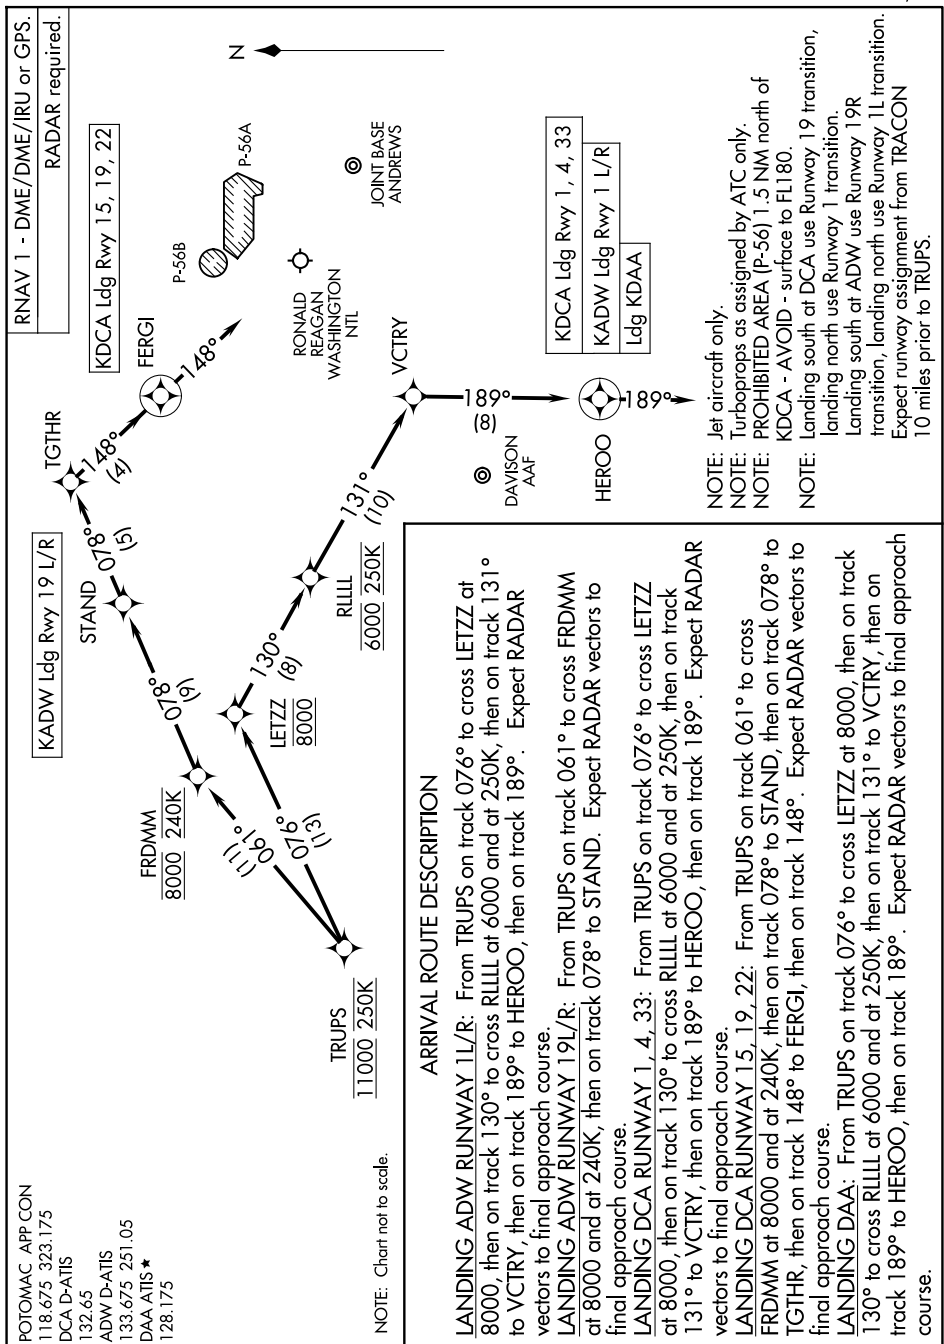 RNAV 1 - DME/DME/IRU or GPS.
RADAR required.
POTOMAC APP CON
118.675 323.175
DCA D-ATIS
132.65
ADW D-ATIS
133.675 251.05
DAA ATIS ★
128.175
NOTE: Chart not to scale.
KADW Ldg Rwy 19 L/R
KDCA Ldg Rwy 15, 19, 22
TRUPS
11000 250K
061°
(11)
076°
(13)
FRDMM
8000 240K
078°
(9)
STAND
078°
(5)
TGTHR
148°
(4)
FERGI
148°
LETZZ
8000
130°
(8)
RLLLL
6000 250K
131°
(10)
VCTRY
189°
(8)
HEROO
189°
P-56B
P-56A
N
RONALD
REAGAN
WASHINGTON
NTL
JOINT BASE
ANDREWS
DAVISON
AAF
KDCA Ldg Rwy 1, 4, 33
KADW Ldg Rwy 1 L/R
Ldg KDAA
NOTE: Jet aircraft only.
NOTE: Turboprops as assigned by ATC only.
NOTE: PROHIBITED AREA (P-56) 1.5 NM north of
KDCA - AVOID - surface to FL180.
NOTE: Landing south at DCA use Runway 19 transition,
landing north use Runway 1 transition.
Landing south at ADW use Runway 19R
transition, landing north use Runway 1L transition.
Expect runway assignment from TRACON
10 miles prior to TRUPS.
ARRIVAL ROUTE DESCRIPTION
LANDING ADW RUNWAY 1L/R: From TRUPS on track 076° to cross LETZZ at
8000, then on track 130° to cross RLLLL at 6000 and at 250K, then on track 131°
to VCTRY, then on track 189° to HEROO, then on track 189°. Expect RADAR
vectors to final approach course.
LANDING ADW RUNWAY 19L/R: From TRUPS on track 061° to cross FRDMM
at 8000 and at 240K, then on track 078° to STAND. Expect RADAR vectors to
final approach course.
LANDING DCA RUNWAY 1, 4, 33: From TRUPS on track 076° to cross LETZZ
at 8000, then on track 130° to cross RLLLL at 6000 and at 250K, then on track
131° to VCTRY, then on track 189° to HEROO, then on track 189°. Expect RADAR
vectors to final approach course.
LANDING DCA RUNWAY 15, 19, 22: From TRUPS on track 061° to cross
FRDMM at 8000 and at 240K, then on track 078° to STAND, then on track 078° to
TGTHR, then on track 148° to FERGI, then on track 148°. Expect RADAR vectors to
final approach course.
LANDING DAA: From TRUPS on track 076° to cross LETZZ at 8000, then on track
130° to cross RLLLL at 6000 and at 250K, then on track 131° to VCTRY, then on
track 189° to HEROO, then on track 189°. Expect RADAR vectors to final approach
course.